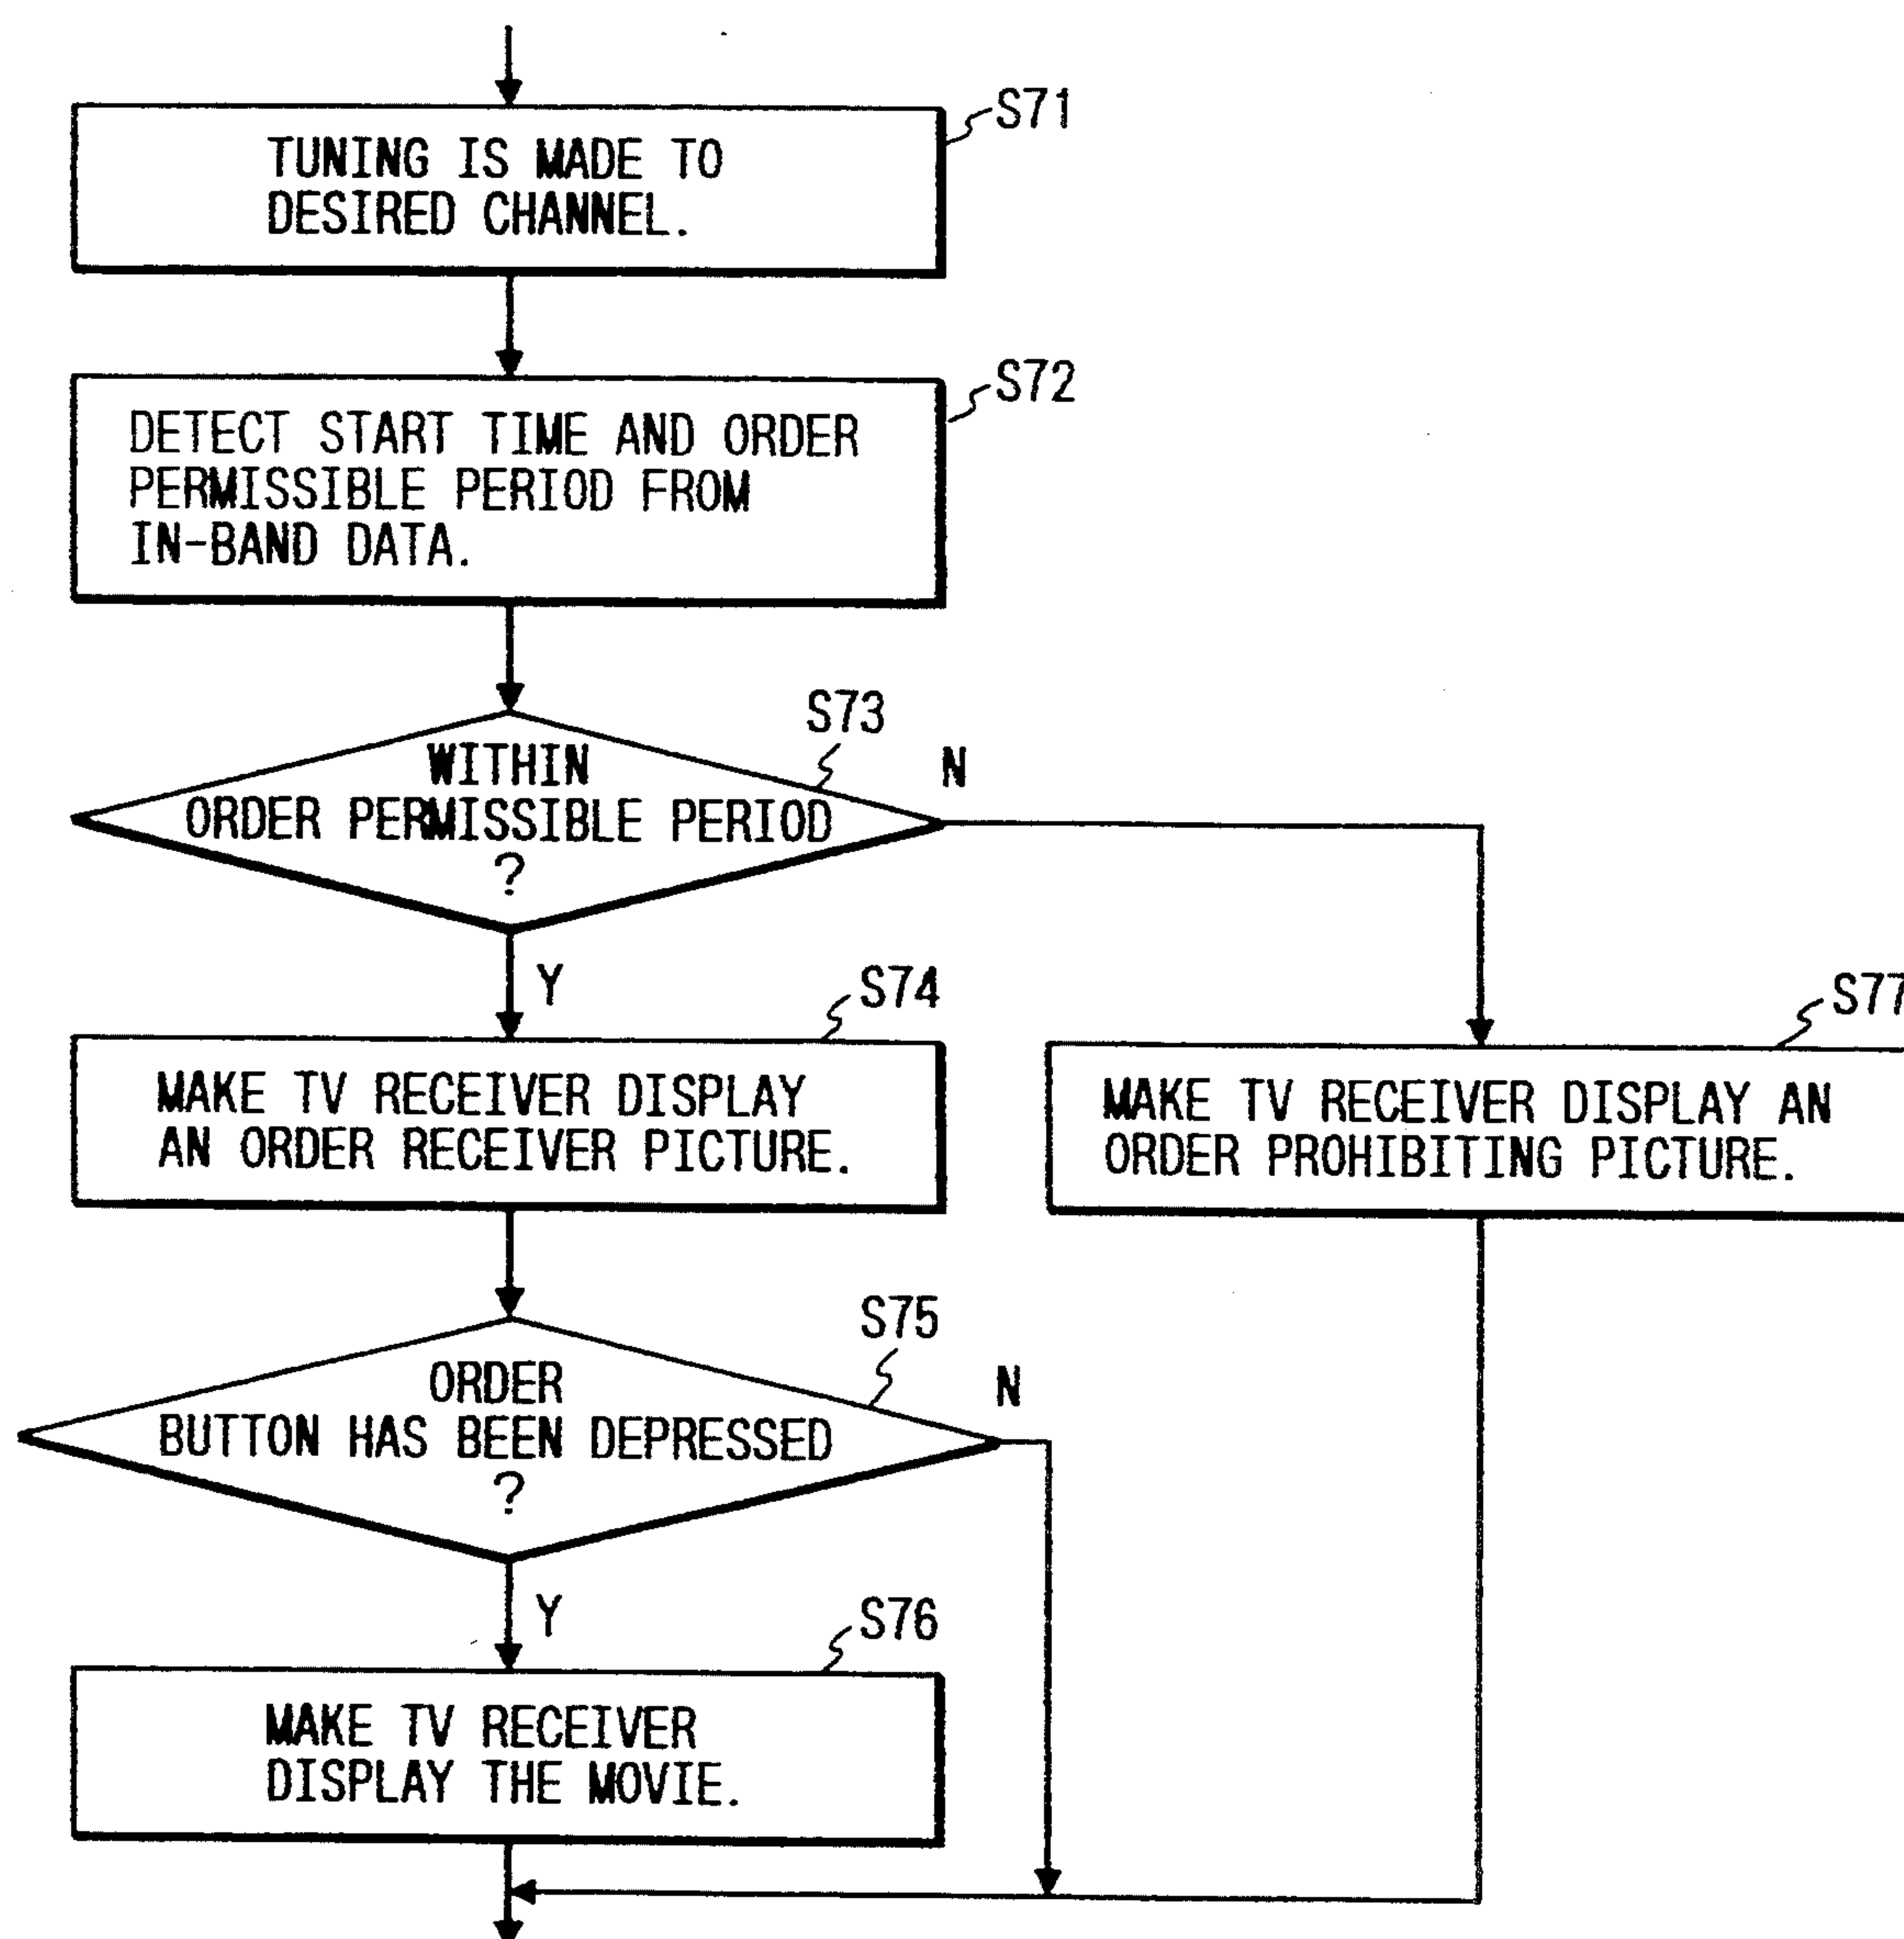 S71
TUNING IS MADE TO
DESIRED CHANNEL.
S72
DETECT START TIME AND ORDER
PERMISSIBLE PERIOD FROM
IN-BAND DATA.
S73
WITHIN
ORDER PERMISSIBLE PERIOD
?
N
Y
S74
MAKE TV RECEIVER DISPLAY
AN ORDER RECEIVER PICTURE.
S77
MAKE TV RECEIVER DISPLAY AN
ORDER PROHIBITING PICTURE.
S75
ORDER
BUTTON HAS BEEN DEPRESSED
?
N
Y
S76
MAKE TV RECEIVER
DISPLAY THE MOVIE.